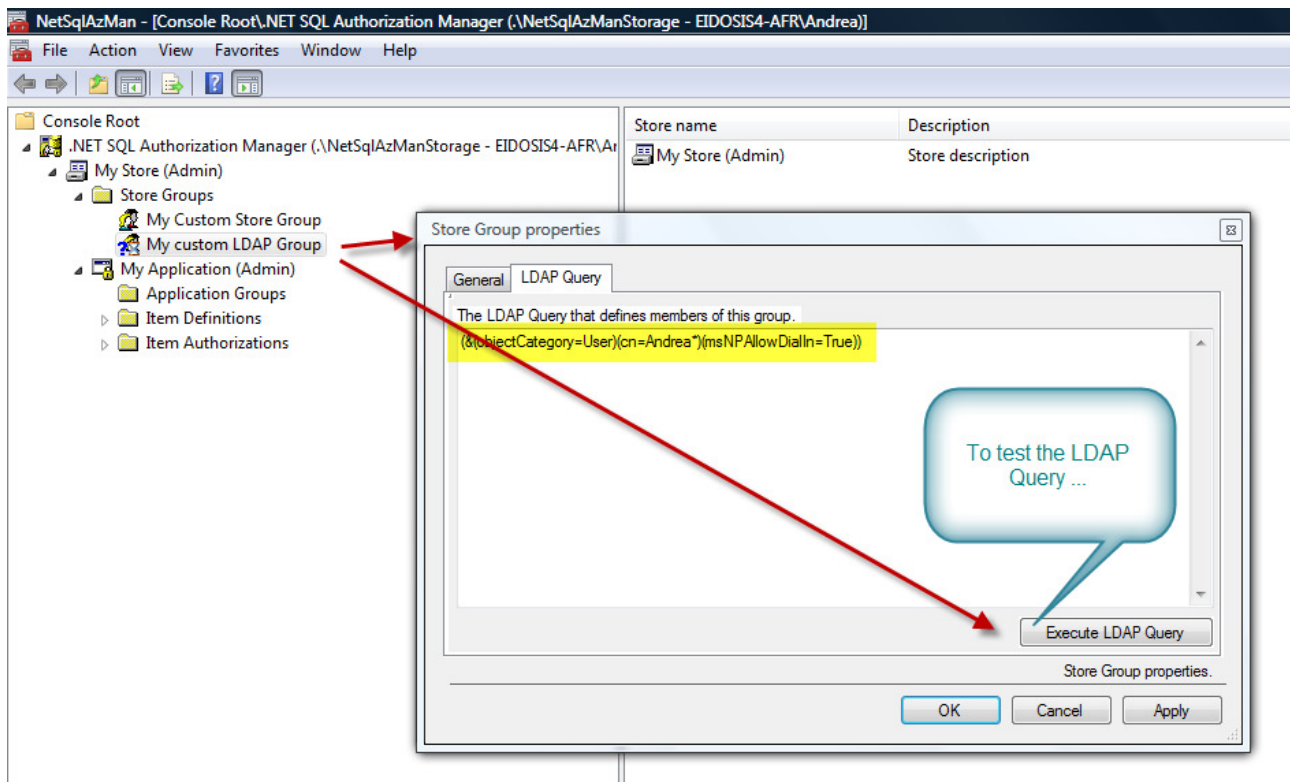 NetSqlAzMan - [Console Root\.NET SQL Authorization Manager (.\NetSqlAzManStorage - EIDOSIS4-AFR\Andrea)]
File Action View Favorites Window Help
Console Root
.NET SQL Authorization Manager (.\NetSqlAzManStorage - EIDOSIS4-AFR\Ar
My Store (Admin)
Store Groups
My Custom Store Group
My custom LDAP Group
My Application (Admin)
Application Groups
Item Definitions
Item Authorizations
Store name Description
My Store (Admin) Store description
Store Group properties
General LDAP Query
The LDAP Query that defines members of this group.
(&(objectCategory=User)(cn=Andrea*)(msNPAllowDialIn=True))
To test the LDAP
Query ...
Execute LDAP Query
Store Group properties.
OK Cancel Apply